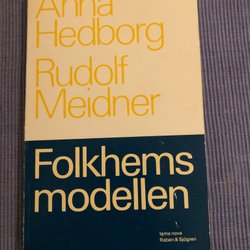 Anna
Hedborg
Rudolf
Meidner
Folkhems
modellen
tema nova
Rabén & Sjögren